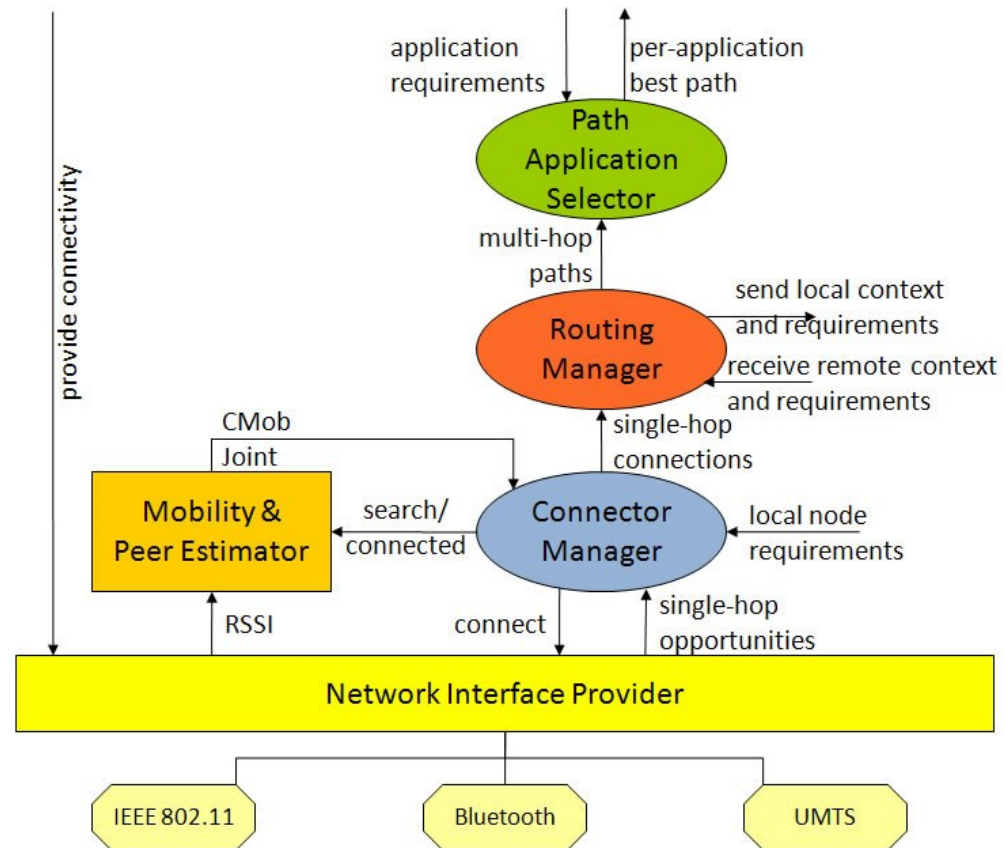 application
requirements
per-application
best path
Path
Application
Selector
provide connectivity
multi-hop
paths
send local context
and requirements
Routing
Manager
receive remote context
and requirements
CMob
Joint
single-hop
connections
Mobility &
Peer Estimator
search/
connected
Connector
Manager
local node
requirements
RSSI
connect
single-hop
opportunities
Network Interface Provider
IEEE 802.11
Bluetooth
UMTS